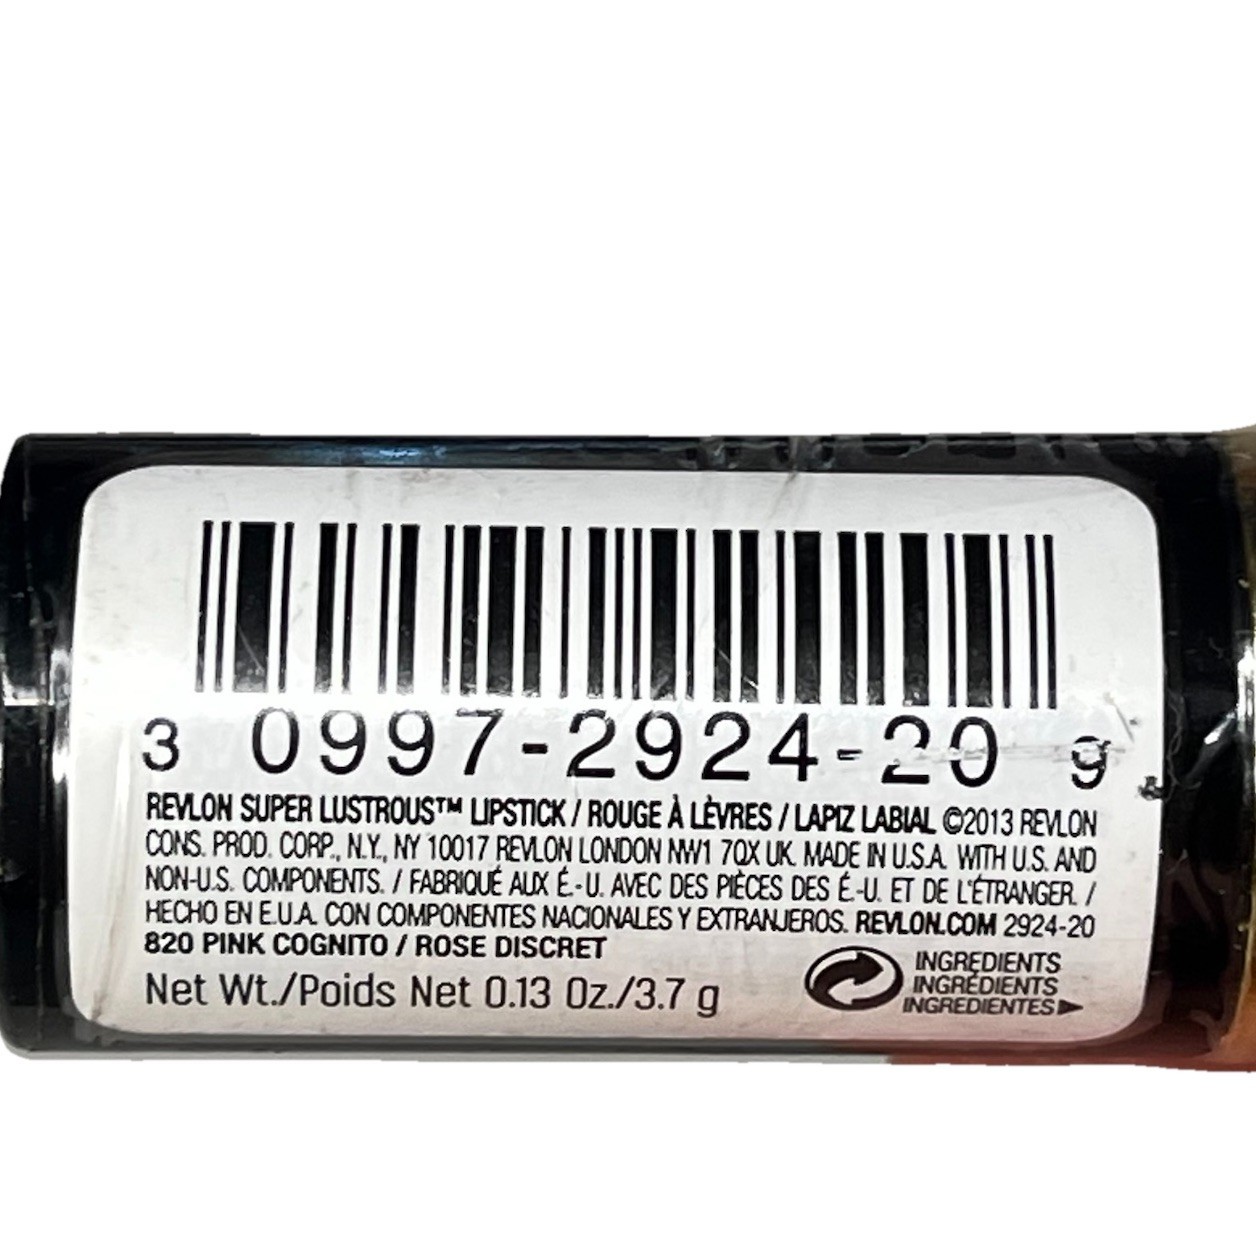 3 0997-2924-20 9
REVLON SUPER LUSTROUS™ LIPSTICK / ROUGE À LÈVRES / LAPIZ LABIAL ©2013 REVLON
CONS. PROD. CORP., N.Y., NY 10017 REVLON LONDON NW1 7QX UK. MADE IN U.S.A. WITH U.S. AND
NON-U.S. COMPONENTS. / FABRIQUÉ AUX É.-U. AVEC DES PIÈCES DES É.-U. ET DE L'ÉTRANGER. /
HECHO EN E.U.A. CON COMPONENTES NACIONALES Y EXTRANJEROS. REVLON.COM 2924-20
820 PINK COGNITO / ROSE DISCRET
Net Wt./Poids Net 0.13 Oz./3.7 g
INGREDIENTS
INGRÉDIENTS
INGREDIENTES